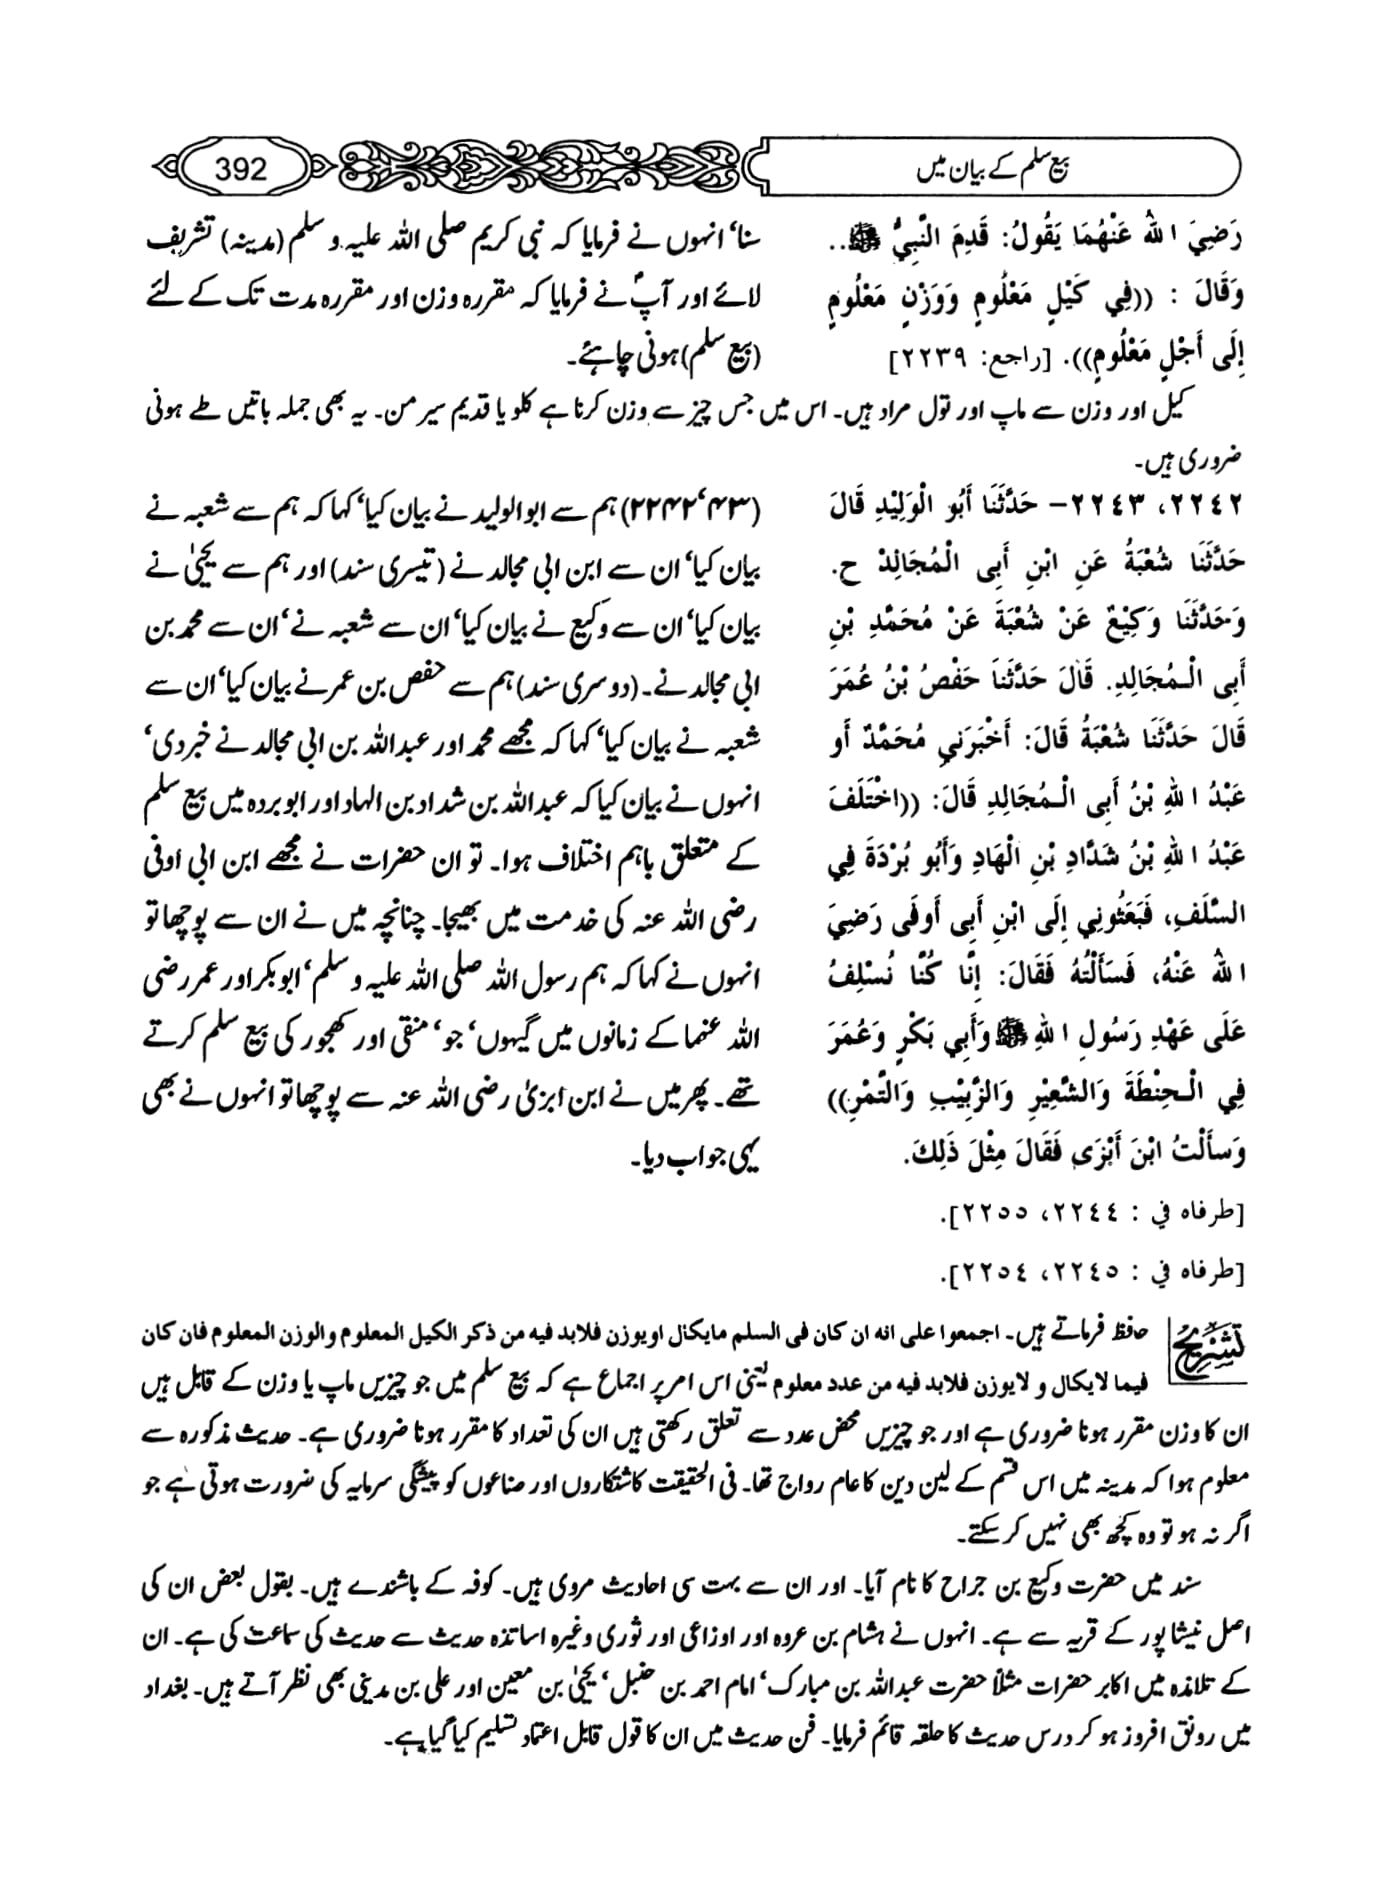 392
بیع سلم کے بیان میں
رَضِيَ اللهُ عَنْهُمَا يَقُولُ: قَدِمَ النَّبِيُّ ﷺ..
وَقَالَ : ((فِي كَيْلٍ مَعْلُومٍ وَوَزْنٍ مَعْلُومٍ
إِلَى أَجْلٍ مَعْلُومٍ)). [راجع: ٢٢٣٩]
سنا‘ انہوں نے فرمایا کہ نبی کریم صلی اللہ علیہ و سلم (مدینہ) تشریف
لائے اور آپؐ نے فرمایا کہ مقررہ وزن اور مقررہ مدت تک کے لئے
(بیع سلم) ہونی چاہئے۔
کیل اور وزن سے ماپ اور تول مراد ہیں۔ اس میں جس چیز سے وزن کرنا ہے کلو یا قدیم سیر من۔ یہ بھی جملہ باتیں طے ہونی
ضروری ہیں۔
٢٢٤٢، ٢٢٤٣- حَدَّثَنَا أَبُو الْوَلِيْدِ قَالَ
حَدَّثَنَا شُعْبَةُ عَنِ ابْنِ أَبِى الْمُجَالِدِ ح.
وَحَدَّثَنَا وَكِيْعٌ عَنْ شُعْبَةَ عَنْ مُحَمَّدِ بْنِ
أَبِى الْمُجَالِدِ. قَالَ حَدَّثَنَا حَفْصُ بْنُ عُمَرَ
قَالَ حَدَّثَنَا شُعْبَةُ قَالَ: أَخْبَرَنِي مُحَمَّدٌ أَو
عَبْدُ اللهِ بْنُ أَبِى الْمُجَالِدِ قَالَ: ((اخْتَلَفَ
عَبْدُ اللهِ بْنُ شَدَّادِ بْنِ الْهَادِ وَأَبُو بُرْدَةَ فِي
السَّلَفِ، فَبَعَثُونِي إِلَى ابْنِ أَبِى أَوفَى رَضِيَ
اللهُ عَنْهُ، فَسَأَلْتُهُ فَقَالَ: إِنَّا كُنَّا نُسْلِفُ
عَلَى عَهْدِ رَسُولِ اللهِ ﷺ وَأَبِي بَكْرٍ وَعُمَرَ
فِي الْحِنْطَةَ وَالشَّعِيْرِ وَالزَّبِيْبِ وَالتَّمْرِ))
وَسأَلْتُ ابْنَ أَبْزَى فَقَالَ مِثْلَ ذَلِكَ.
[طرفاه في : ٢٢٤٤، ٢٢٥٥].
[طرفاه في : ٢٢٤٥، ٢٢٥٤].
(۴۳‘۲۲۴۲) ہم سے ابوالولید نے بیان کیا‘ کہا کہ ہم سے شعبہ نے
بیان کیا‘ ان سے ابن ابی مجالد نے (تیسری سند) اور ہم سے یحییٰ نے
بیان کیا‘ ان سے وکیع نے بیان کیا‘ ان سے شعبہ نے‘ ان سے محمد بن
ابی مجالد نے۔ (دوسری سند) ہم سے حفص بن عمر نے بیان کیا‘ ان سے
شعبہ نے بیان کیا‘ کہا کہ مجھے محمد اور عبداللہ بن ابی مجالد نے خبر دی‘
انہوں نے بیان کیا کہ عبداللہ بن شداد بن الہاد اور ابوبردہ میں بیع سلم
کے متعلق باہم اختلاف ہوا۔ تو ان حضرات نے مجھے ابن ابی اوفی
رضی اللہ عنہ کی خدمت میں بھیجا۔ چنانچہ میں نے ان سے پوچھا تو
انہوں نے کہا کہ ہم رسول اللہ صلی اللہ علیہ و سلم‘ ابوبکر اور عمر رضی
اللہ عنہما کے زمانوں میں گیہوں‘ جو‘ منقی اور کھجور کی بیع سلم کرتے
تھے۔ پھر میں نے ابن ابزیٰ رضی اللہ عنہ سے پوچھا تو انہوں نے بھی
یہی جواب دیا۔
تشریح
حافظ فرماتے ہیں۔ اجمعوا علی انه ان کان فی السلم مایکال اویوزن فلابد فیه من ذکر الکیل المعلوم والوزن المعلوم فان کان
فیما لایکال و لایوزن فلابد فیه من عدد معلوم یعنی اس امر پر اجماع ہے کہ بیع سلم میں جو چیزیں ماپ یا وزن کے قابل ہیں
ان کا وزن مقرر ہونا ضروری ہے اور جو چیزیں محض عدد سے تعلق رکھتی ہیں ان کی تعداد کا مقرر ہونا ضروری ہے۔ حدیث مذکورہ سے
معلوم ہوا کہ مدینہ میں اس قسم کے لین دین کا عام رواج تھا۔ فی الحقیقت کاشتکاروں اور صناعوں کو پیشگی سرمایہ کی ضرورت ہوتی ہے جو
اگر نہ ہو تو وہ کچھ بھی نہیں کر سکتے۔
سند میں حضرت وکیع بن جراح کا نام آیا۔ اور ان سے بہت سی احادیث مروی ہیں۔ کوفہ کے باشندے ہیں۔ بقول بعض ان کی
اصل نیشاپور کے قریہ سے ہے۔ انہوں نے ہشام بن عروہ اور اوزاعی اور ثوری وغیرہ اساتذہ حدیث سے حدیث کی سماعت کی ہے۔ ان
کے تلامذہ میں اکابر حضرات مثلاً حضرت عبداللہ بن مبارک‘ امام احمد بن حنبل‘ یحییٰ بن معین اور علی بن مدینی بھی نظر آتے ہیں۔ بغداد
میں رونق افروز ہو کر درس حدیث کا حلقہ قائم فرمایا۔ فن حدیث میں ان کا قول قابل اعتماد تسلیم کیا گیا ہے۔